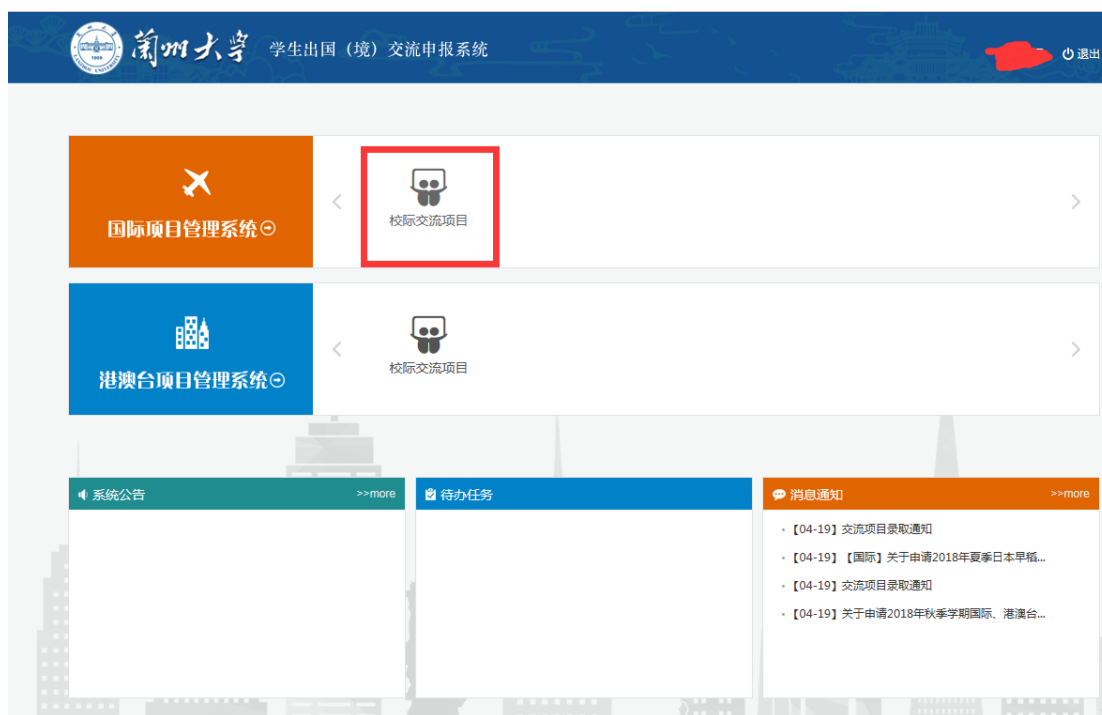 兰州大学 学生出国（境）交流申报系统
退出
国际项目管理系统
校际交流项目
港澳台项目管理系统
校际交流项目
系统公告 >>more
待办任务
消息通知 >>more
【04-19】交流项目录取通知
【04-19】【国际】关于申请2018年夏季日本早稻...
【04-19】交流项目录取通知
【04-19】关于申请2018年秋季学期国际、港澳台...